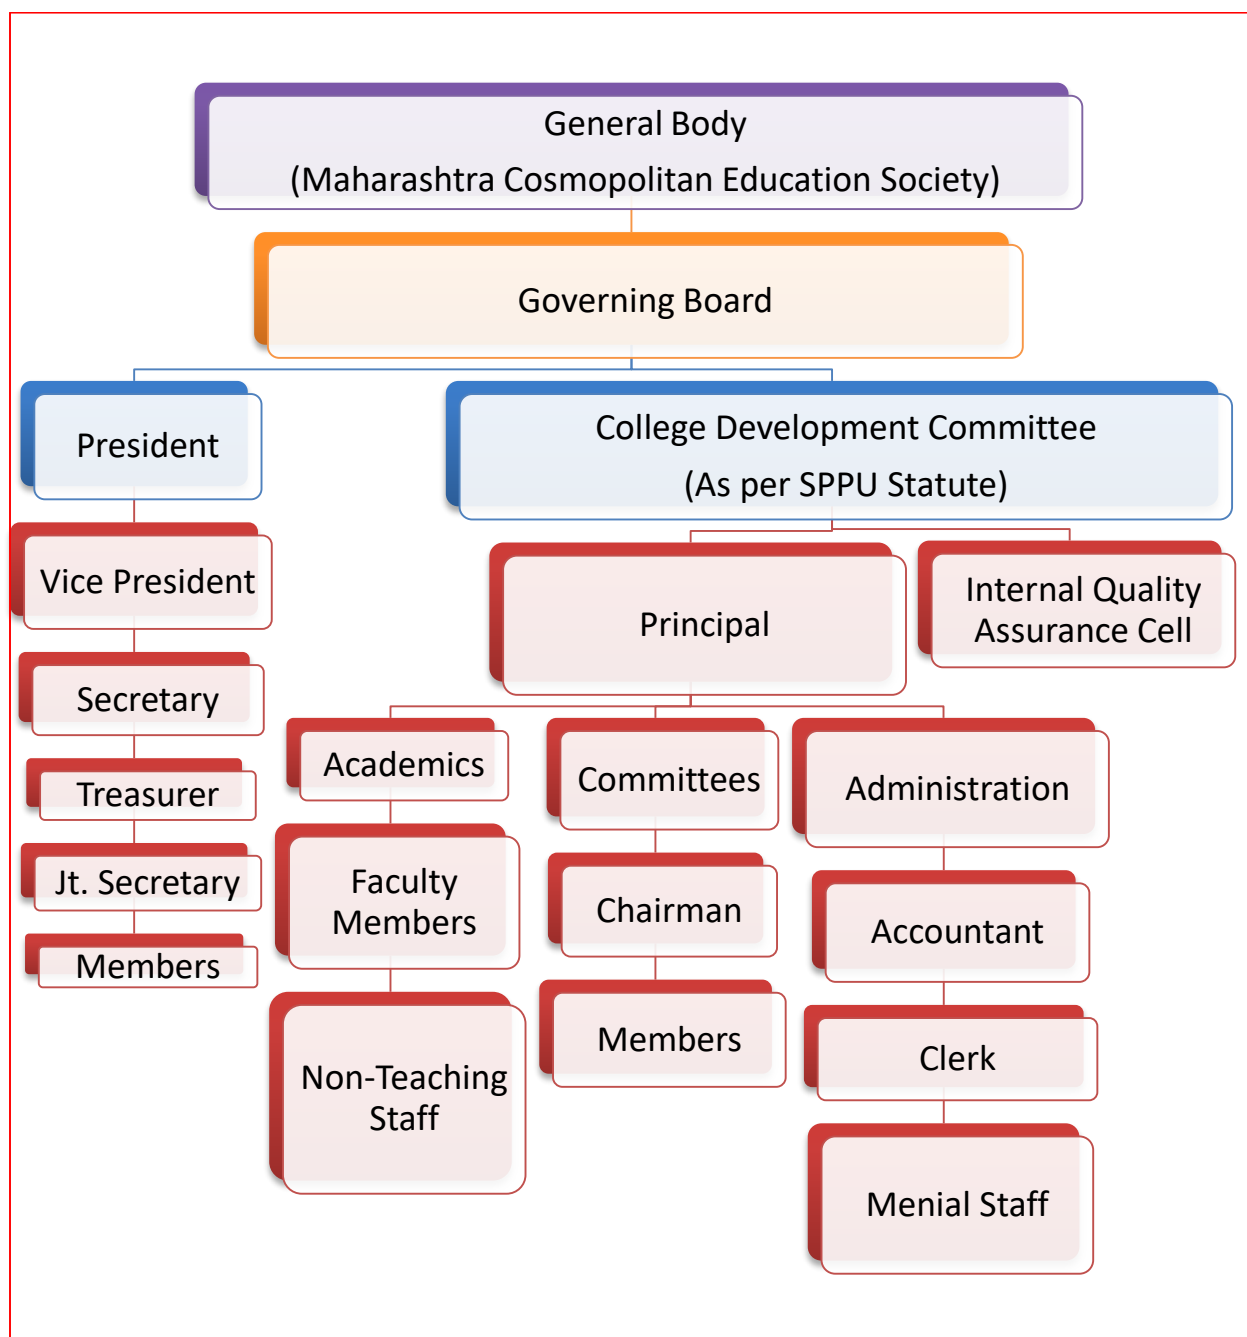 General Body
(Maharashtra Cosmopolitan Education Society)
Governing Board
President
College Development Committee
(As per SPPU Statute)
Vice President
Secretary
Treasurer
Jt. Secretary
Members
Principal
Internal Quality
Assurance Cell
Academics
Faculty
Members
Non-Teaching
Staff
Committees
Chairman
Members
Administration
Accountant
Clerk
Menial Staff